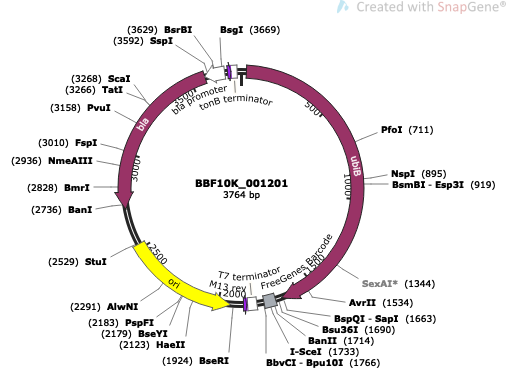 Created with SnapGene®
(3629) BsrBI
BsgI (3669)
(3592) SspI
(3268) ScaI
(3266) TatI
(3158) PvuI
(3010) FspI
(2936) NmeAIII
(2828) BmrI
(2736) BanI
(2529) StuI
(2291) AlwNI
(2183) PspFI
(2179) BseYI
(2123) HaeII
(1924) BseRI
bla promoter
tonB terminator
3500
500
bla
3000
PfoI (711)
ubiB
NspI (895)
BsmBI - Esp3I (919)
1000
BBF10K_001201
3764 bp
2500
ori
T7 terminator
M13 rev
2000
FreeGenes Barcode
1500
SexAI* (1344)
AvrII (1534)
BspQI - SapI (1663)
Bsu36I (1690)
BanII (1714)
I-SceI (1733)
BbvCI - Bpu10I (1766)